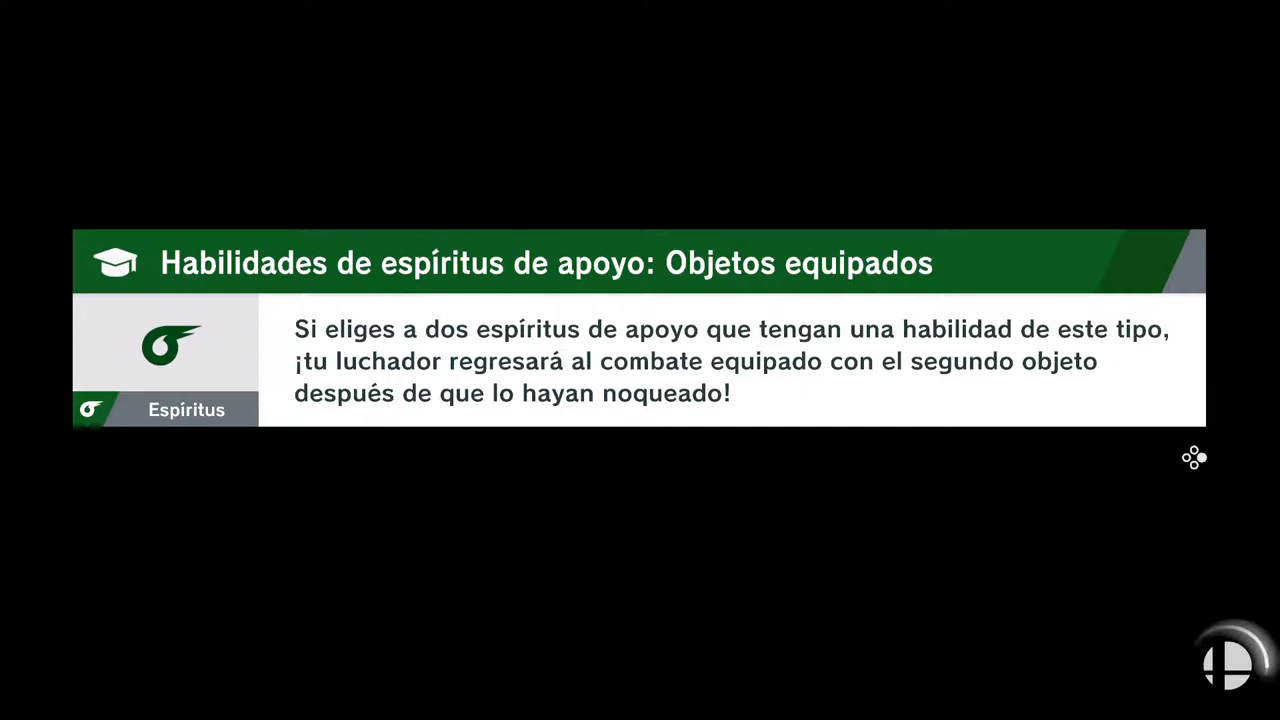 Habilidades de espíritus de apoyo: Objetos equipados
Si eliges a dos espíritus de apoyo que tengan una habilidad de este tipo,
¡tu luchador regresará al combate equipado con el segundo objeto
después de que lo hayan noqueado!
Espíritus